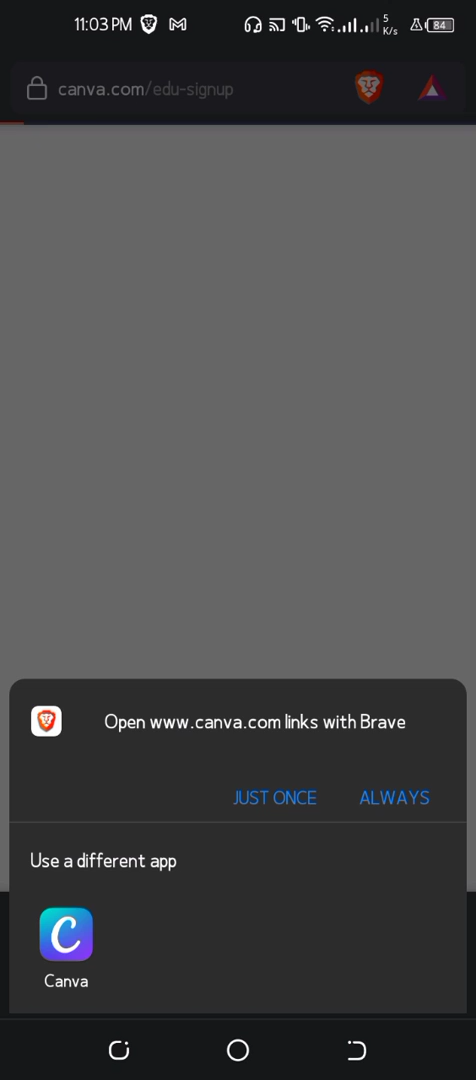 11:03 PM
5
K/s
84
canva.com/edu-signup
Open www.canva.com links with Brave
JUST ONCE
ALWAYS
Use a different app
C
Canva